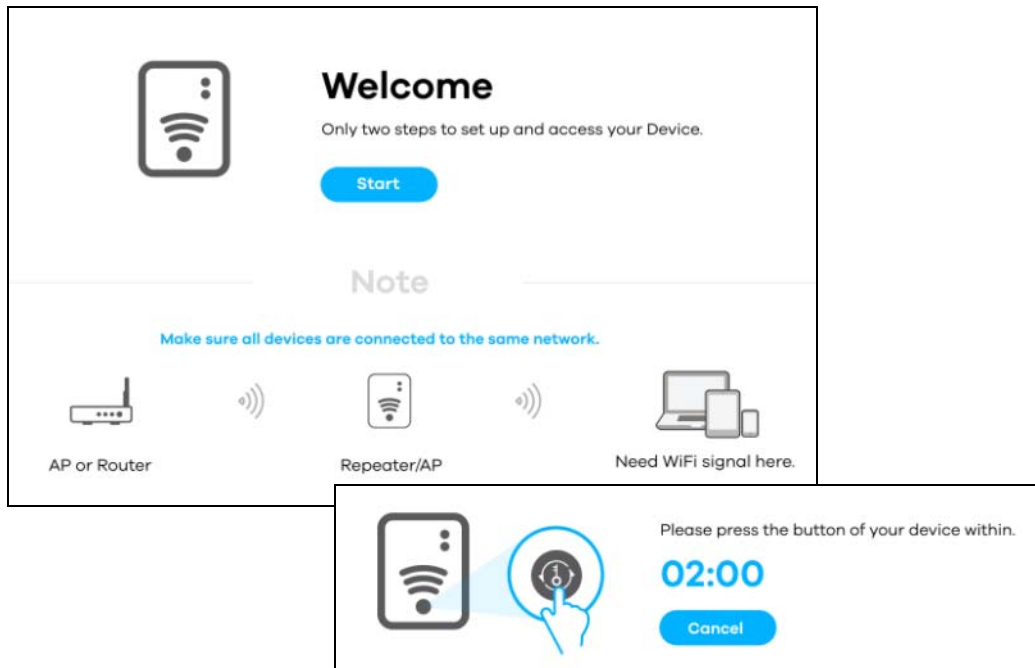 Welcome
Only two steps to set up and access your Device.
Start
Note
Make sure all devices are connected to the same network.
AP or Router
Repeater/AP
Need WiFi signal here.
Please press the button of your device within.
02:00
Cancel